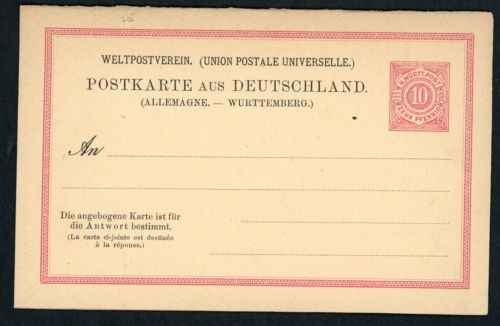 25
WELTPOSTVEREIN. (UNION POSTALE UNIVERSELLE.)
POSTKARTE AUS DEUTSCHLAND.
(ALLEMAGNE. — WURTTEMBERG.)
K. WÜRTT. POST
10
ZEHN PFENNIG
An
Die angebogene Karte ist für
die Antwort bestimmt.
(La carte ci-jointe est destinée
à la réponse.)